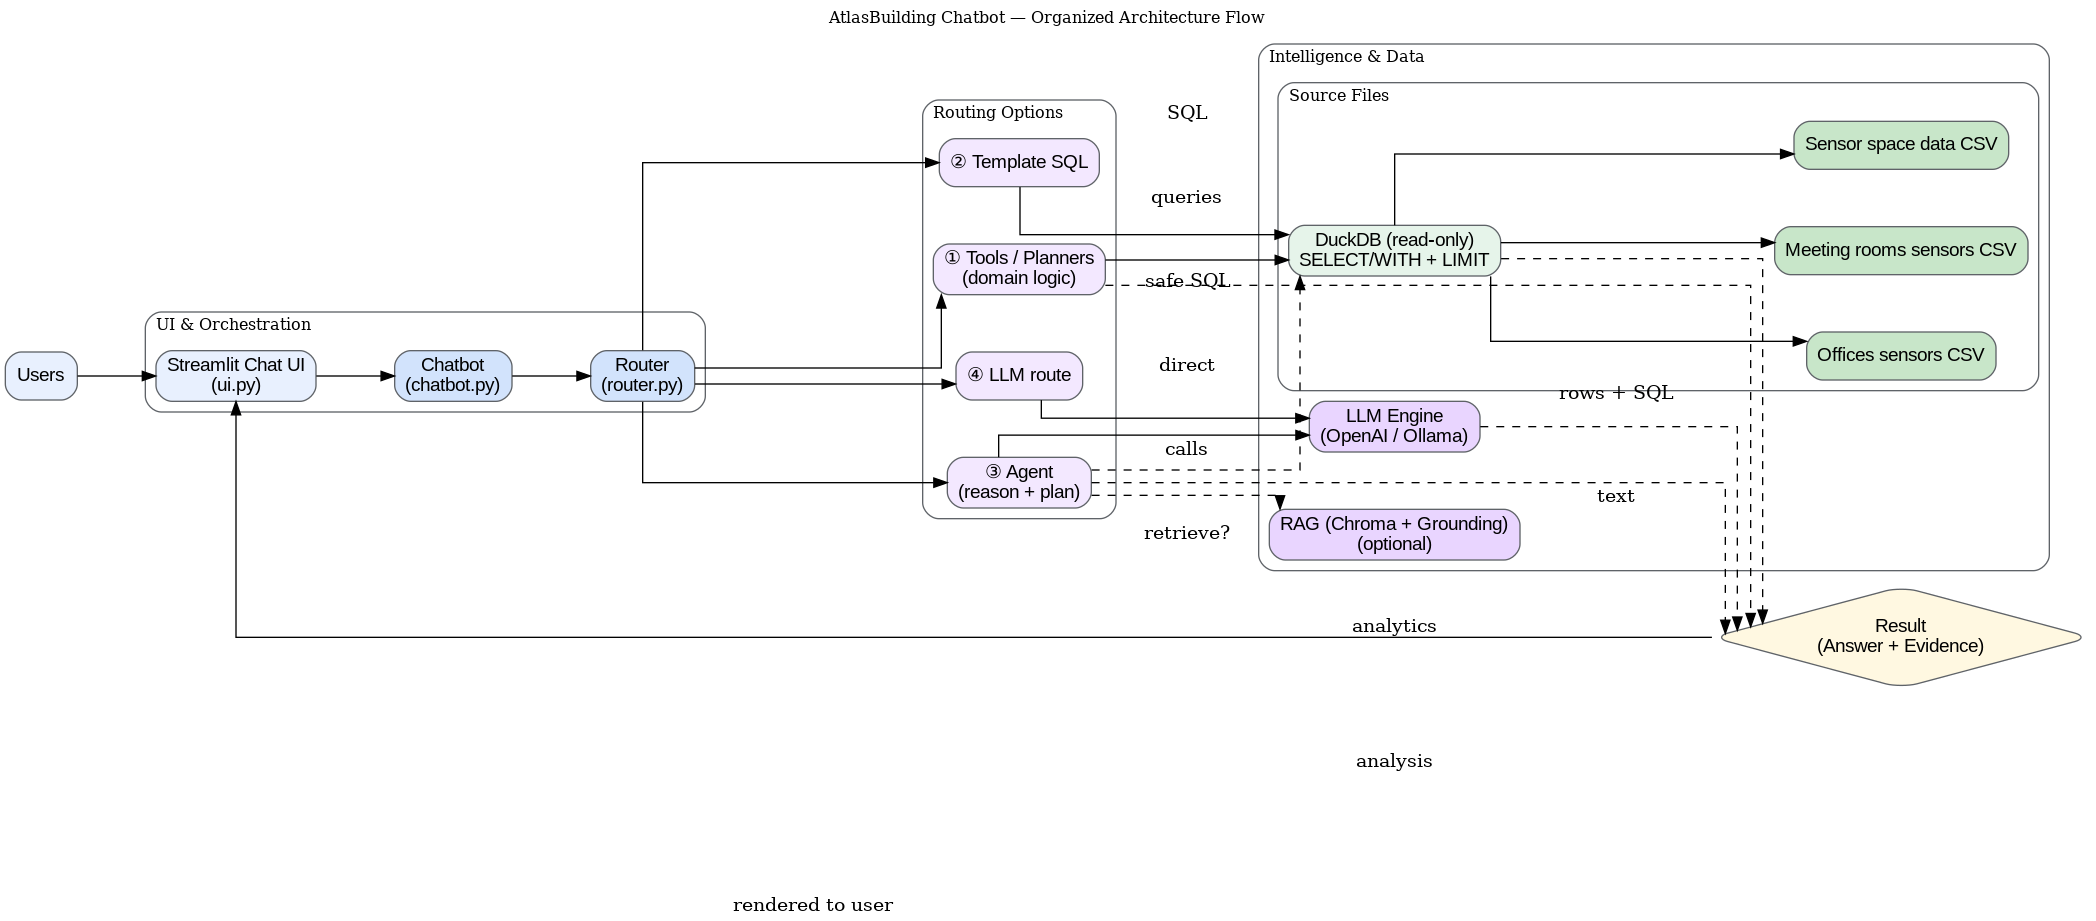 AtlasBuilding Chatbot — Organized Architecture Flow
Users
UI & Orchestration
Streamlit Chat UI
(ui.py)
Chatbot
(chatbot.py)
Router
(router.py)
Routing Options
② Template SQL
① Tools / Planners
(domain logic)
④ LLM route
③ Agent
(reason + plan)
SQL
queries
safe SQL
direct
calls
retrieve?
Intelligence & Data
Source Files
DuckDB (read-only)
SELECT/WITH + LIMIT
Sensor space data CSV
Meeting rooms sensors CSV
Offices sensors CSV
LLM Engine
(OpenAI / Ollama)
RAG (Chroma + Grounding)
(optional)
rows + SQL
text
analytics
Result
(Answer + Evidence)
analysis
rendered to user